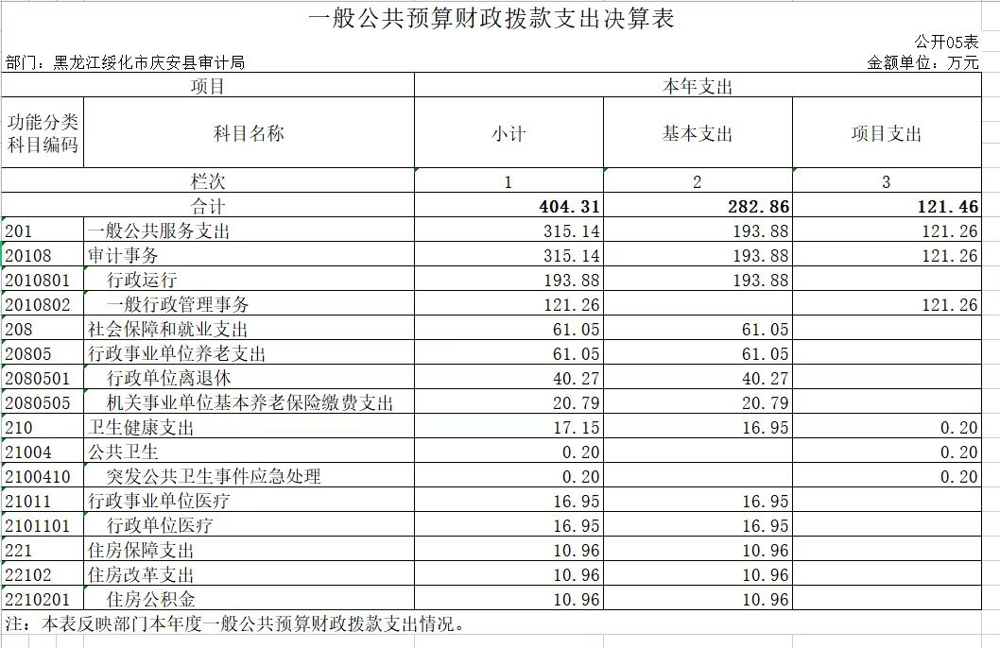 一般公共预算财政拨款支出决算表
公开05表
部门：黑龙江绥化市庆安县审计局 金额单位：万元
项目 本年支出
功能分类
科目编码 科目名称 小计 基本支出 项目支出
栏次 1 2 3
合计 404.31 282.86 121.46
201 一般公共服务支出 315.14 193.88 121.26
20108 审计事务 315.14 193.88 121.26
2010801 行政运行 193.88 193.88
2010802 一般行政管理事务 121.26 121.26
208 社会保障和就业支出 61.05 61.05
20805 行政事业单位养老支出 61.05 61.05
2080501 行政单位离退休 40.27 40.27
2080505 机关事业单位基本养老保险缴费支出 20.79 20.79
210 卫生健康支出 17.15 16.95 0.20
21004 公共卫生 0.20 0.20
2100410 突发公共卫生事件应急处理 0.20 0.20
21011 行政事业单位医疗 16.95 16.95
2101101 行政单位医疗 16.95 16.95
221 住房保障支出 10.96 10.96
22102 住房改革支出 10.96 10.96
2210201 住房公积金 10.96 10.96
注：本表反映部门本年度一般公共预算财政拨款支出情况。